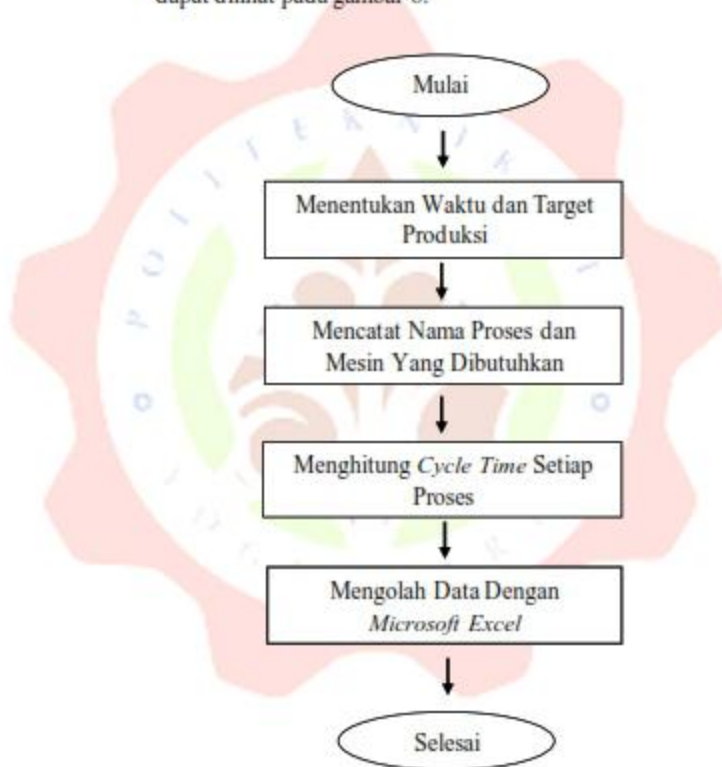 Mulai
Menentukan Waktu dan Target
Produksi
Mencatat Nama Proses dan
Mesin Yang Dibutuhkan
Menghitung Cycle Time Setiap
Proses
Mengolah Data Dengan
Microsoft Excel
Selesai
POLITEKNIK